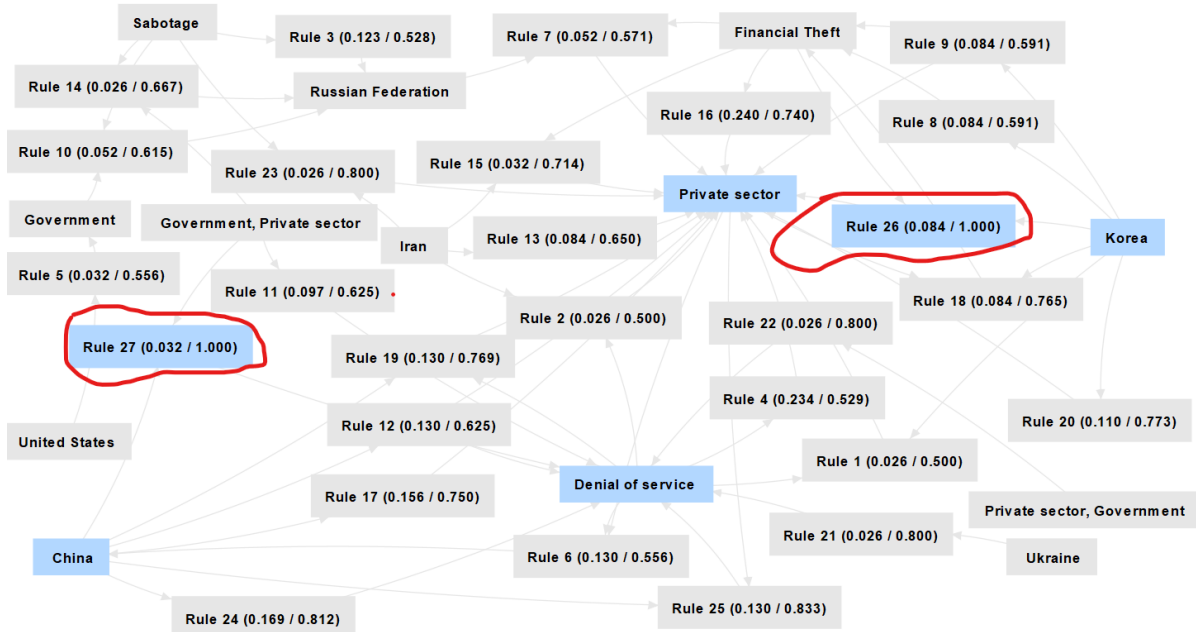 Sabotage
Financial Theft
Rule 3 (0.123 / 0.528)
Rule 7 (0.052 / 0.571)
Rule 9 (0.084 / 0.591)
Rule 14 (0.026 / 0.667)
Russian Federation
Rule 16 (0.240 / 0.740)
Rule 8 (0.084 / 0.591)
Rule 10 (0.052 / 0.615)
Rule 23 (0.026 / 0.800)
Rule 15 (0.032 / 0.714)
Private sector
Government
Government, Private sector
Rule 26 (0.084 / 1.000)
Korea
Iran
Rule 13 (0.084 / 0.650)
Rule 5 (0.032 / 0.556)
Rule 11 (0.097 / 0.625)
Rule 18 (0.084 / 0.765)
Rule 2 (0.026 / 0.500)
Rule 22 (0.026 / 0.800)
Rule 27 (0.032 / 1.000)
Rule 19 (0.130 / 0.769)
Rule 4 (0.234 / 0.529)
Rule 20 (0.110 / 0.773)
Rule 12 (0.130 / 0.625)
United States
Rule 1 (0.026 / 0.500)
Denial of service
Rule 17 (0.156 / 0.750)
Private sector, Government
Rule 21 (0.026 / 0.800)
China
Rule 6 (0.130 / 0.556)
Ukraine
Rule 25 (0.130 / 0.833)
Rule 24 (0.169 / 0.812)